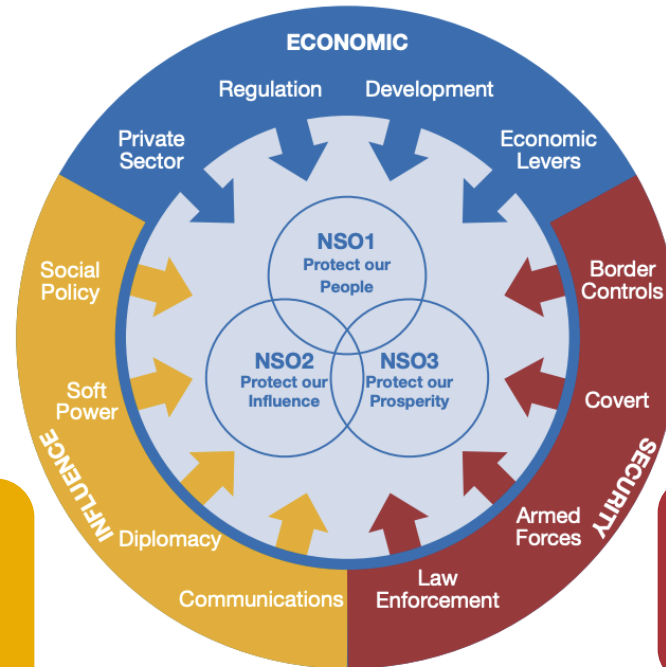 ECONOMIC
Regulation
Development
Private
Sector
Economic
Levers
NSO1
Protect our
People
Social
Policy
Border
Controls
NSO2
Protect our
Influence
NSO3
Protect our
Prosperity
Soft
Power
Covert
INFLUENCE
SECURITY
Diplomacy
Armed
Forces
Communications
Law
Enforcement